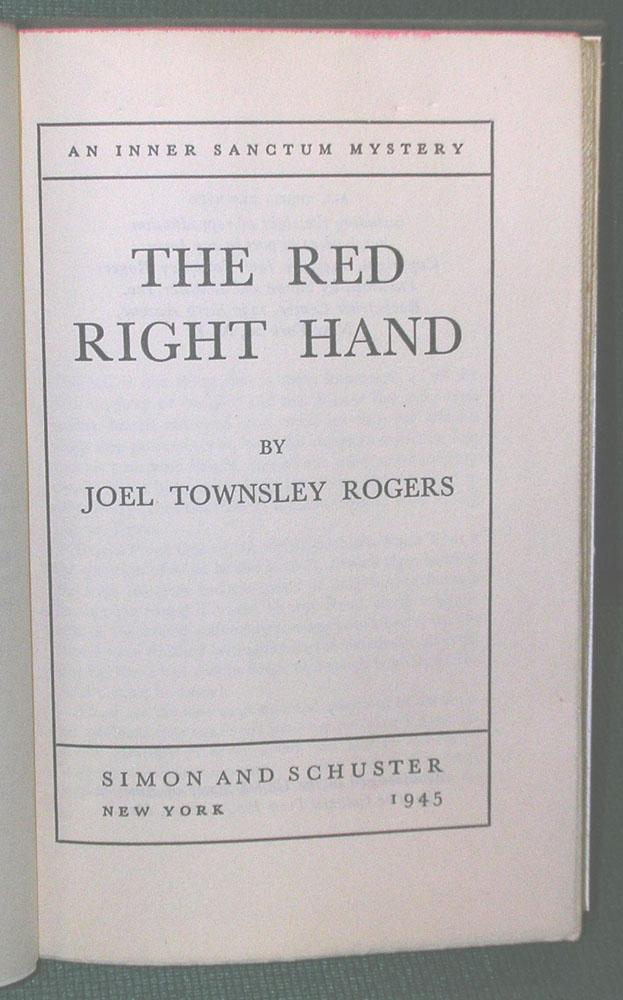 AN INNER SANCTUM MYSTERY
THE RED
RIGHT HAND
BY
JOEL TOWNSLEY ROGERS
SIMON AND SCHUSTER
NEW YORK 1945